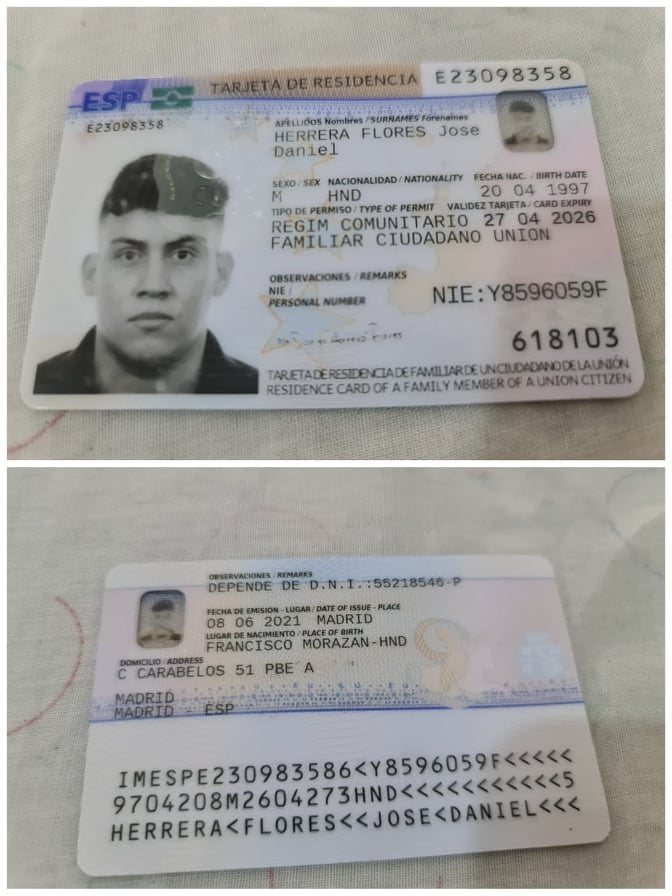 ESP
TARJETA DE RESIDENCIA
E23098358
E23098358
APELLIDOS Nombres / SURNAMES Forenames
HERRERA FLORES Jose
Daniel
SEXO / SEX NACIONALIDAD / NATIONALITY FECHA NAC. / BIRTH DATE
M HND 20 04 1997
TIPO DE PERMISO / TYPE OF PERMIT VALIDEZ TARJETA / CARD EXPIRY
REGIM COMUNITARIO 27 04 2026
FAMILIAR CIUDADANO UNION
OBSERVACIONES / REMARKS
NIE /
PERSONAL NUMBER
NIE:Y8596059F
618103
TARJETA DE RESIDENCIA DE FAMILIAR DE UN CIUDADANO DE LA UNIÓN
RESIDENCE CARD OF A FAMILY MEMBER OF A UNION CITIZEN
OBSERVACIONES / REMARKS
DEPENDE DE D.N.I.:55218546-P
FECHA DE EMISION - LUGAR / DATE OF ISSUE - PLACE
08 06 2021 MADRID
LUGAR DE NACIMIENTO / PLACE OF BIRTH
FRANCISCO MORAZAN-HND
DOMICILIO / ADDRESS
C CARABELOS 51 PBE A
MADRID
MADRID ESP
IMESPE230983586<Y8596059F<<<<<
9704208M2604273HND<<<<<<<<<<<5
HERRERA<FLORES<<JOSE<DANIEL<<<